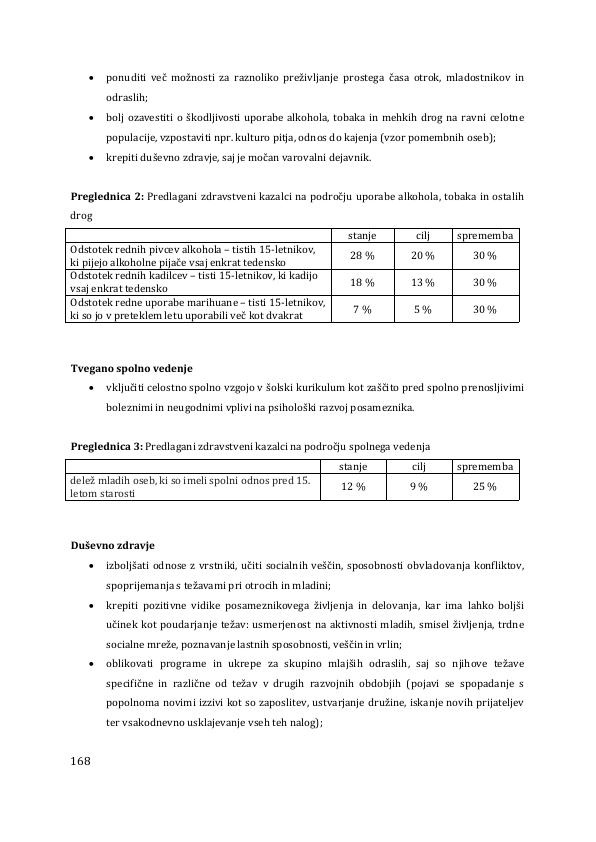 • ponuditi več možnosti za raznoliko preživljanje prostega časa otrok, mladostnikov in
odraslih;
• bolj ozavestiti o škodljivosti uporabe alkohola, tobaka in mehkih drog na ravni celotne
populacije, vzpostaviti npr. kulturo pitja, odnos do kajenja (vzor pomembnih oseb);
• krepiti duševno zdravje, saj je močan varovalni dejavnik.
Preglednica 2: Predlagani zdravstveni kazalci na področju uporabe alkohola, tobaka in ostalih
drog
stanje cilj sprememba
Odstotek rednih pivcev alkohola – tistih 15-letnikov,
ki pijejo alkoholne pijače vsaj enkrat tedensko 28 % 20 % 30 %
Odstotek rednih kadilcev – tisti 15-letnikov, ki kadijo
vsaj enkrat tedensko 18 % 13 % 30 %
Odstotek redne uporabe marihuane – tisti 15-letnikov,
ki so jo v preteklem letu uporabili več kot dvakrat 7 % 5 % 30 %
Tvegano spolno vedenje
• vključiti celostno spolno vzgojo v šolski kurikulum kot zaščito pred spolno prenosljivimi
boleznimi in neugodnimi vplivi na psihološki razvoj posameznika.
Preglednica 3: Predlagani zdravstveni kazalci na področju spolnega vedenja
stanje cilj sprememba
delež mladih oseb, ki so imeli spolni odnos pred 15.
letom starosti 12 % 9 % 25 %
Duševno zdravje
• izboljšati odnose z vrstniki, učiti socialnih veščin, sposobnosti obvladovanja konfliktov,
spoprijemanja s težavami pri otrocih in mladini;
• krepiti pozitivne vidike posameznikovega življenja in delovanja, kar ima lahko boljši
učinek kot poudarjanje težav: usmerjenost na aktivnosti mladih, smisel življenja, trdne
socialne mreže, poznavanje lastnih sposobnosti, veščin in vrlin;
• oblikovati programe in ukrepe za skupino mlajših odraslih, saj so njihove težave
specifične in različne od težav v drugih razvojnih obdobjih (pojavi se spopadanje s
popolnoma novimi izzivi kot so zaposlitev, ustvarjanje družine, iskanje novih prijateljev
ter vsakodnevno usklajevanje vseh teh nalog);
168